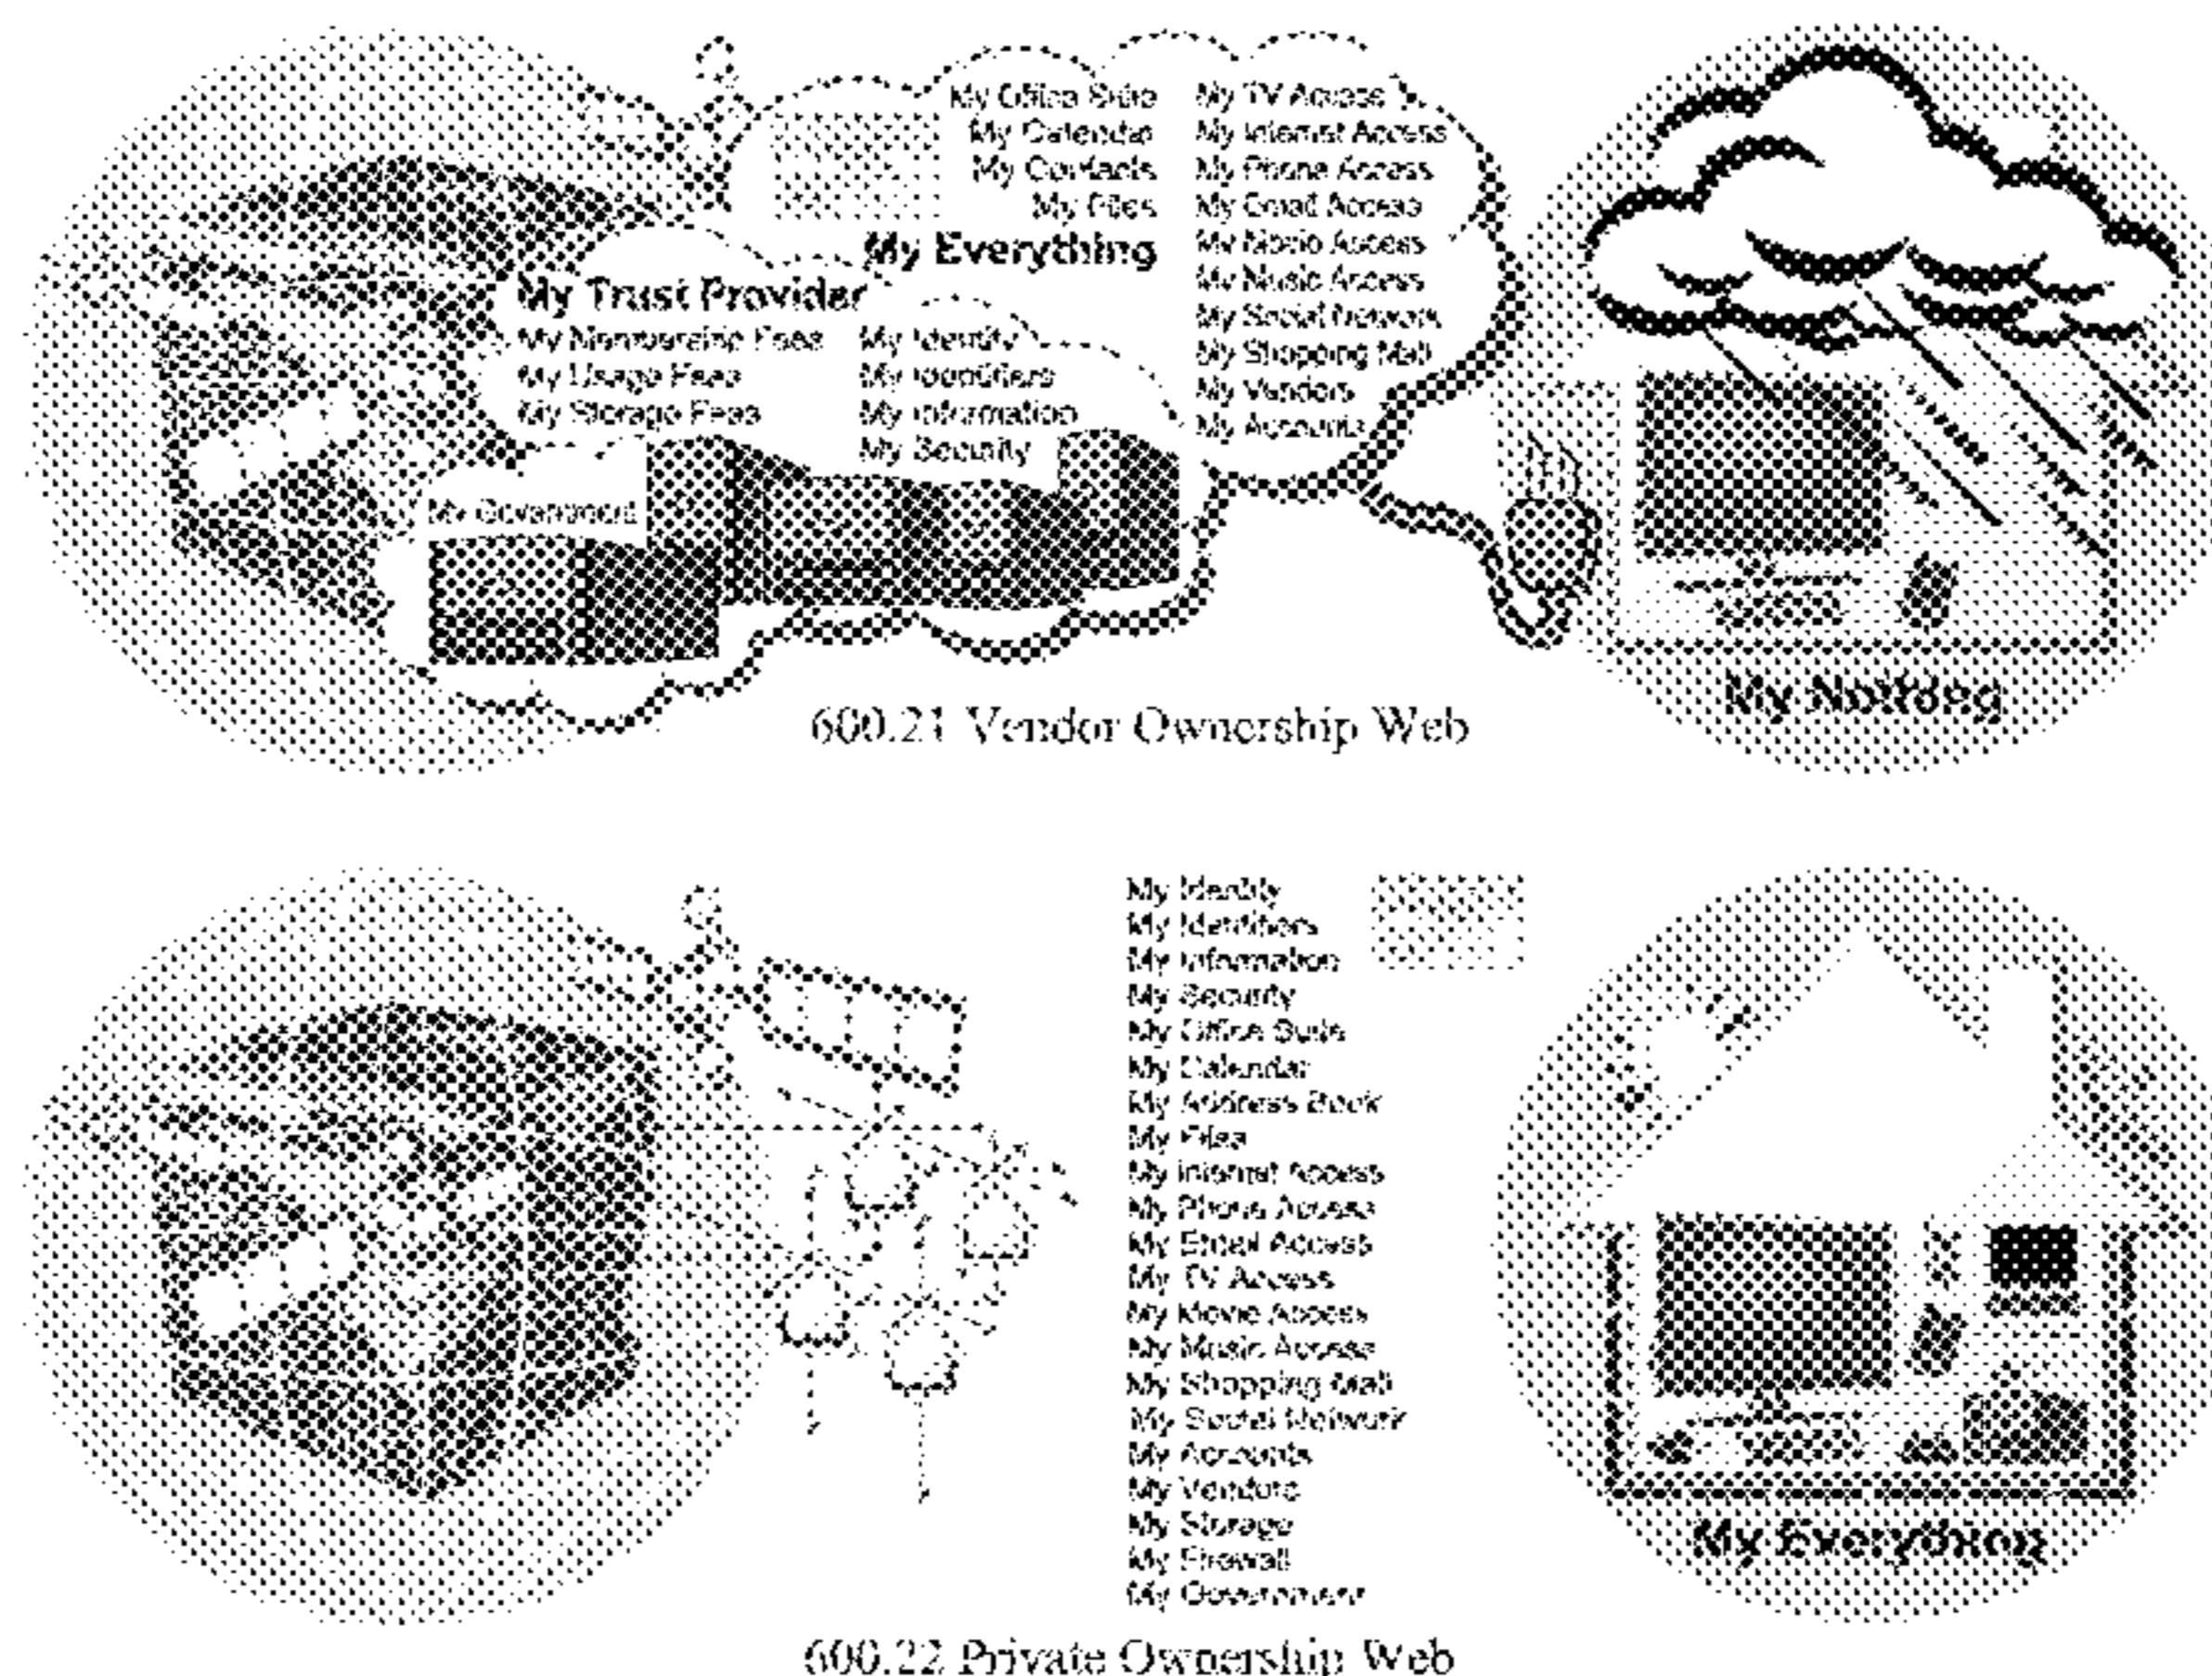 My Office Suite
My Calendar
My Contacts
My Files
My Everything
My TV Access
My Internet Access
My Phone Access
My Email Access
My Movie Access
My Music Access
My Social Network
My Shopping Mall
My Vendors
My Accounts
My Trust Provider
My Membership Fees
My Usage Fees
My Storage Fees
My Identity
My Identifiers
My Information
My Security
My Government
My Nothing
600.21 Vendor Ownership Web
My Identity
My Identifiers
My Information
My Security
My Office Suite
My Calendar
My Address Book
My Files
My Internet Access
My Phone Access
My Email Access
My TV Access
My Movie Access
My Music Access
My Shopping Mall
My Social Network
My Accounts
My Vendors
My Storage
My Firewall
My Government
My Everything
600.22 Private Ownership Web